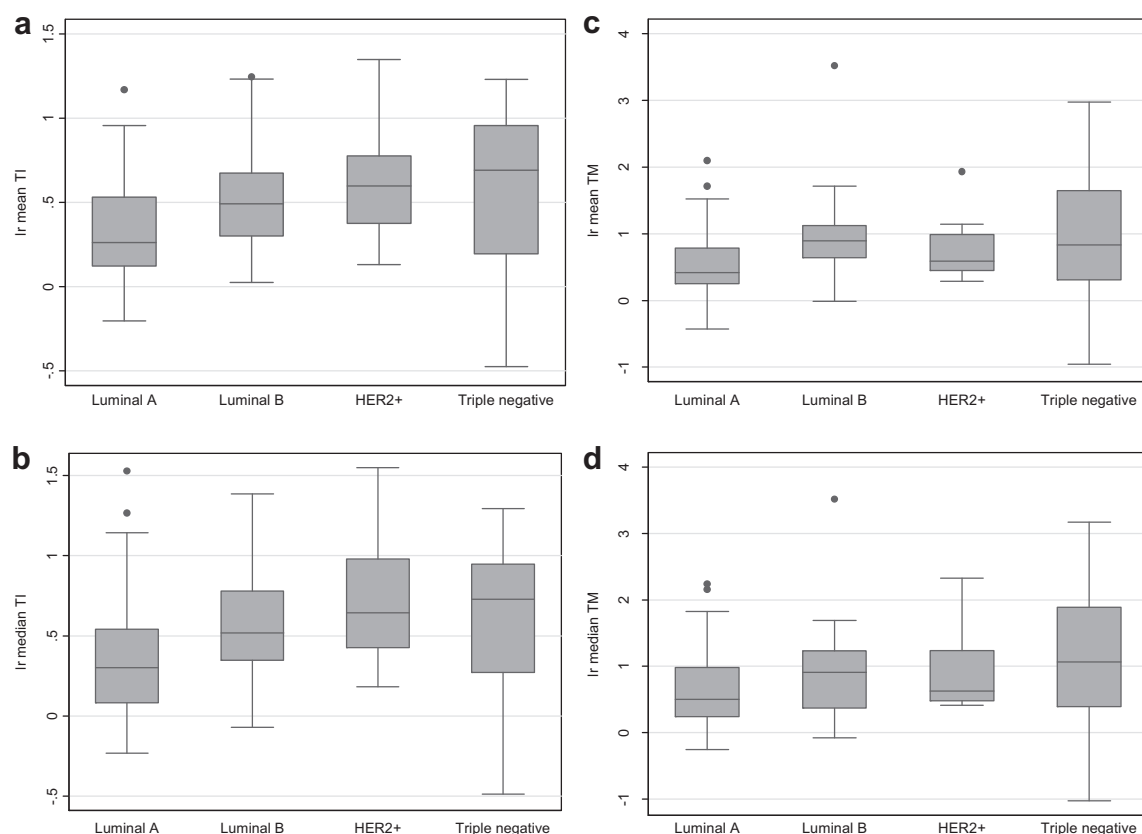 a
1.5
1
.5
0
-.5
lr mean TI
Luminal A Luminal B HER2+ Triple negative
c
4
3
2
1
0
-1
lr mean TM
Luminal A Luminal B HER2+ Triple negative
b
1.5
1
.5
0
-.5
lr median TI
Luminal A Luminal B HER2+ Triple negative
d
4
3
2
1
0
-1
lr median TM
Luminal A Luminal B HER2+ Triple negative